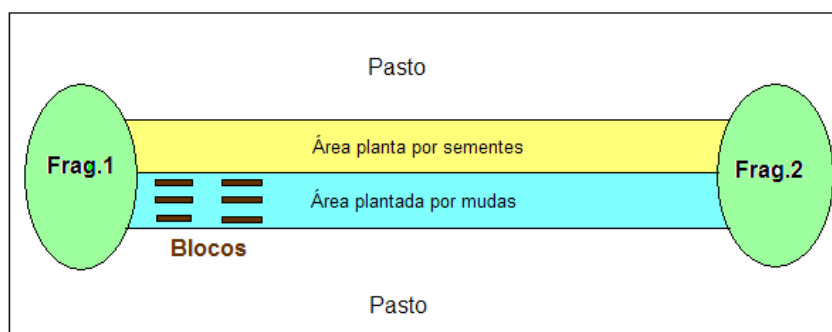 Pasto
Área planta por sementes
Frag.1
Frag.2
Área plantada por mudas
Blocos
Pasto